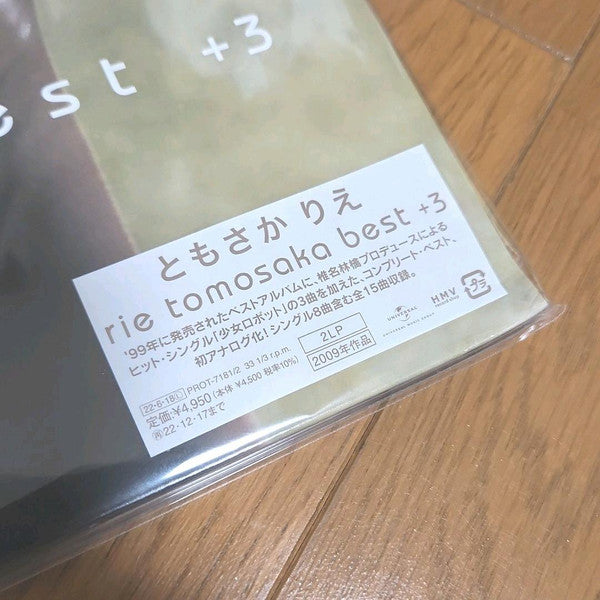 est +3
ともさか りえ
rie tomosaka best +3
'99年に発売されたベストアルバムに、椎名林檎プロデュースによる
ヒット・シングル「少女ロボット」の3曲を加えた、コンプリート・ベスト、
初アナログ化!シングル8曲含む全15曲収録。
22・6・18(L) PROT-7181/2 33 1/3 r.p.m.
定価:¥4,950(本体 ¥4,500 税率10%)
再22・12・17まで
2LP
2009年作品
UNIVERSAL
HMV